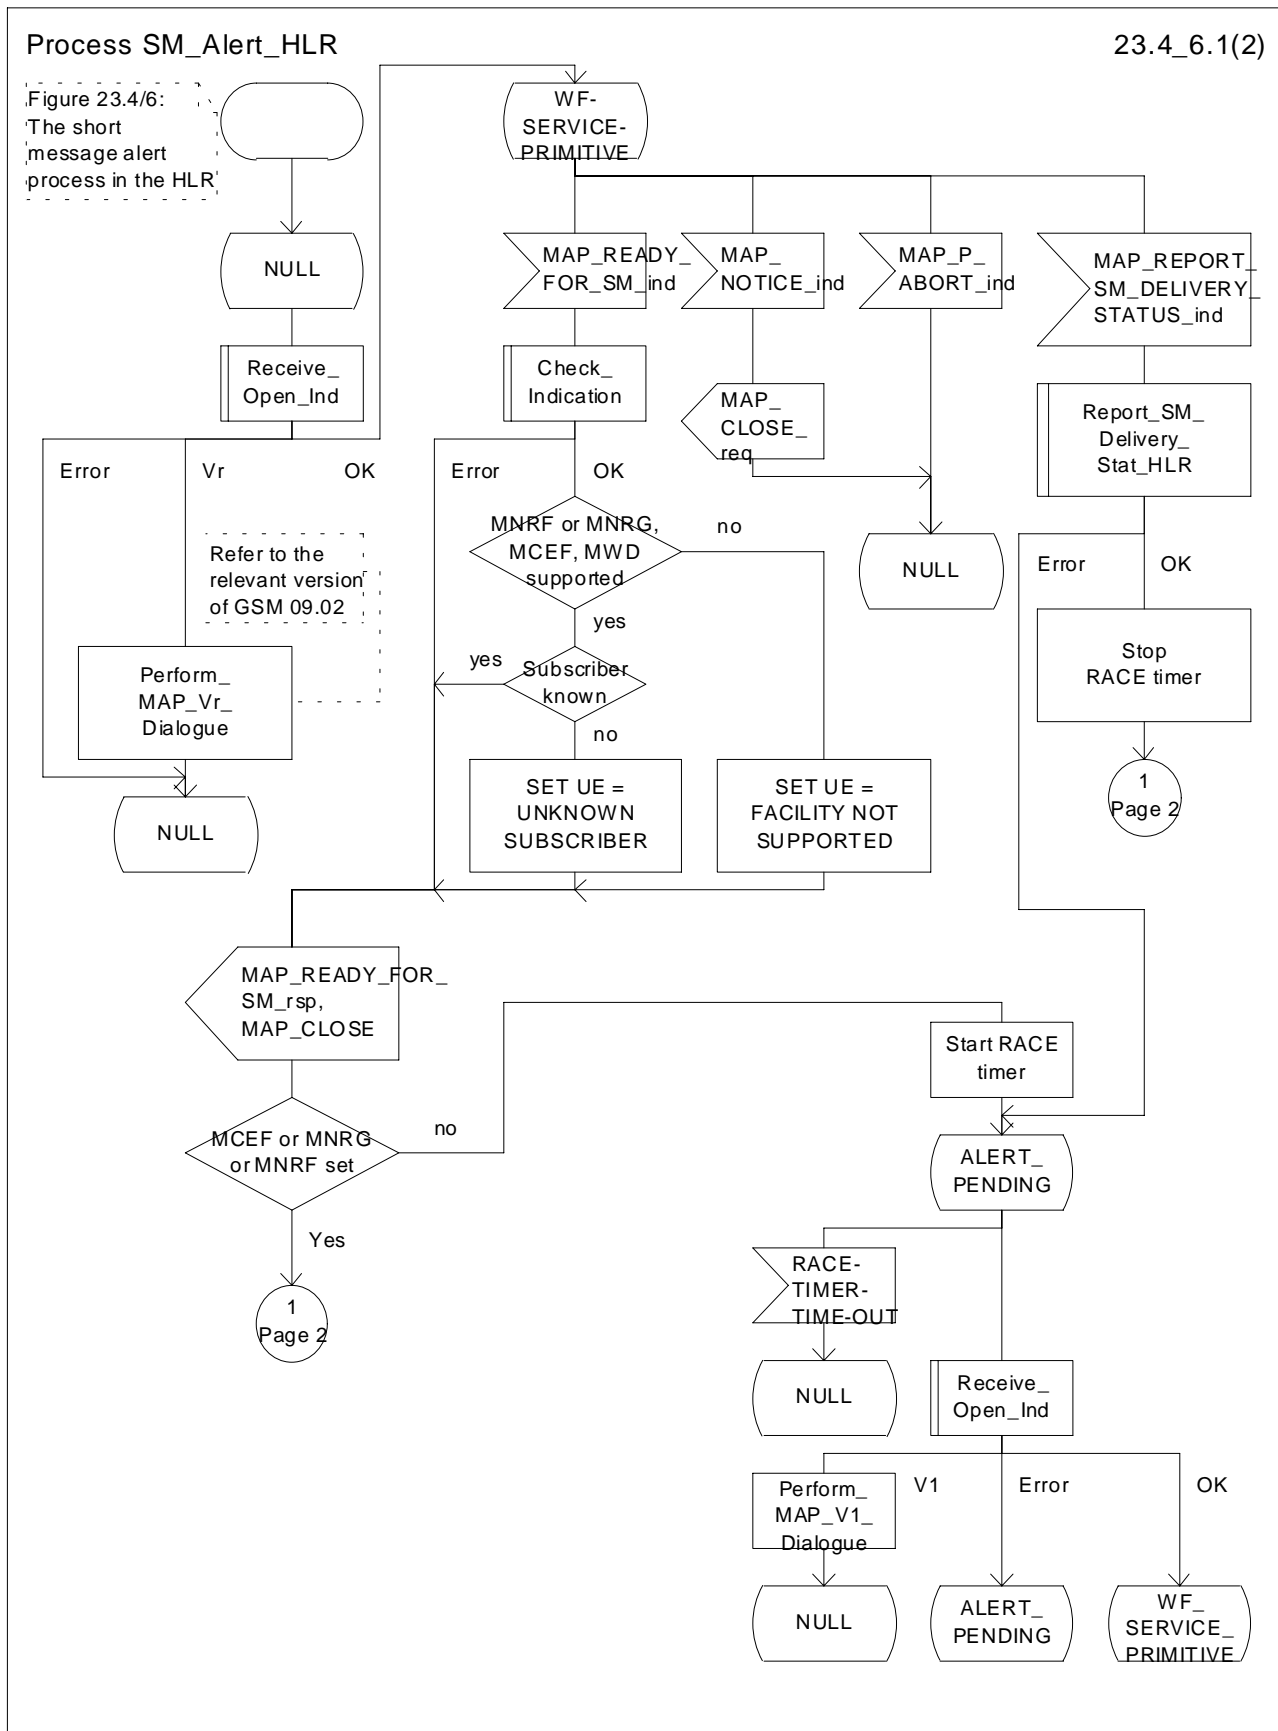 Process SM_Alert_HLR
23.4_6.1(2)
Figure 23.4/6:
The short
message alert
process in the HLR
WF-
SERVICE-
PRIMITIVE
NULL
MAP_READY_
FOR_SM_ind
MAP_
NOTICE_ind
MAP_P_
ABORT_ind
MAP_REPORT_
SM_DELIVERY_
STATUS_ind
Receive_
Open_Ind
Check_
Indication
MAP_
CLOSE_
req
Report_SM_
Delivery_
Stat_HLR
Error
Vr
OK
Error
OK
MNRF or MNRG,
MCEF, MWD
supported
no
yes
NULL
Error
OK
Refer to the
relevant version
of GSM 09.02
Perform_
MAP_Vr_
Dialogue
yes
Subscriber
known
no
Stop
RACE timer
NULL
SET UE =
UNKNOWN
SUBSCRIBER
SET UE =
FACILITY NOT
SUPPORTED
1
Page 2
MAP_READY_FOR_
SM_rsp,
MAP_CLOSE
Start RACE
timer
MCEF or MNRG
or MNRF set
no
Yes
ALERT_
PENDING
1
Page 2
RACE-
TIMER-
TIME-OUT
NULL
Receive_
Open_Ind
V1
Error
OK
Perform_
MAP_V1_
Dialogue
NULL
ALERT_
PENDING
WF_
SERVICE_
PRIMITIVE